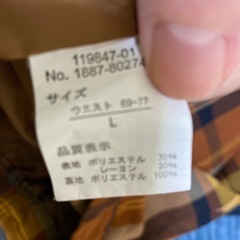 119847-01
No. 1887-80274
サイズ
ウエスト 69-77
L
品質表示
表地 ポリエステル 70%
レーヨン 30%
裏地 ポリエステル 100%